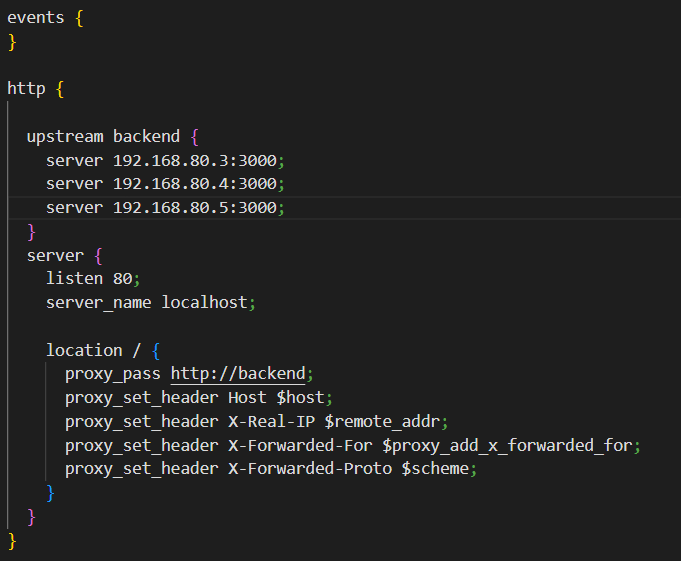 events {
}
http {
upstream backend {
server 192.168.80.3:3000;
server 192.168.80.4:3000;
server 192.168.80.5:3000;
}
server {
listen 80;
server_name localhost;
location / {
proxy_pass http://backend;
proxy_set_header Host $host;
proxy_set_header X-Real-IP $remote_addr;
proxy_set_header X-Forwarded-For $proxy_add_x_forwarded_for;
proxy_set_header X-Forwarded-Proto $scheme;
}
}
}